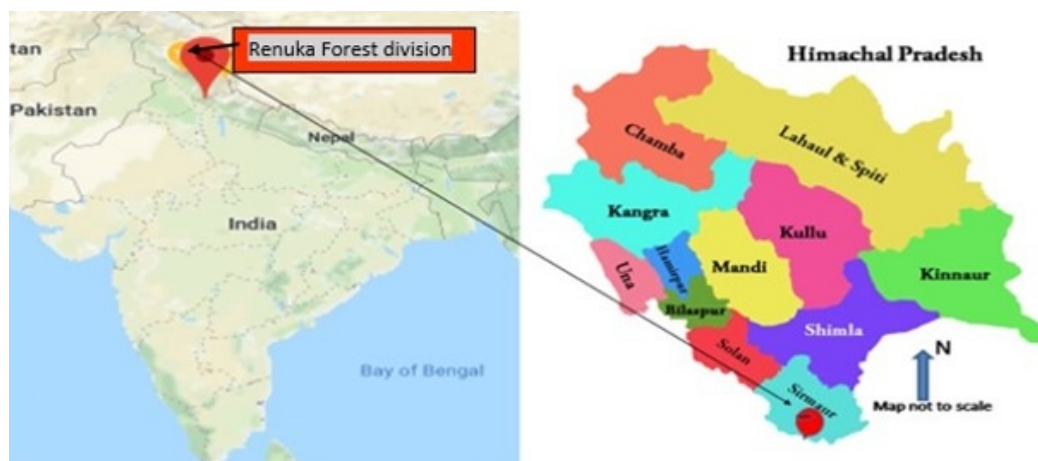 tan
Renuka Forest division
Pakistan
Nepal
India
Bay of Bengal
Himachal Pradesh
Chamba
Lahaul & Spiti
Kangra
Kullu
Una
Hamirpur
Mandi
Kinnaur
Bilaspur
Shimla
Solan
N
Sirmaur
Map not to scale